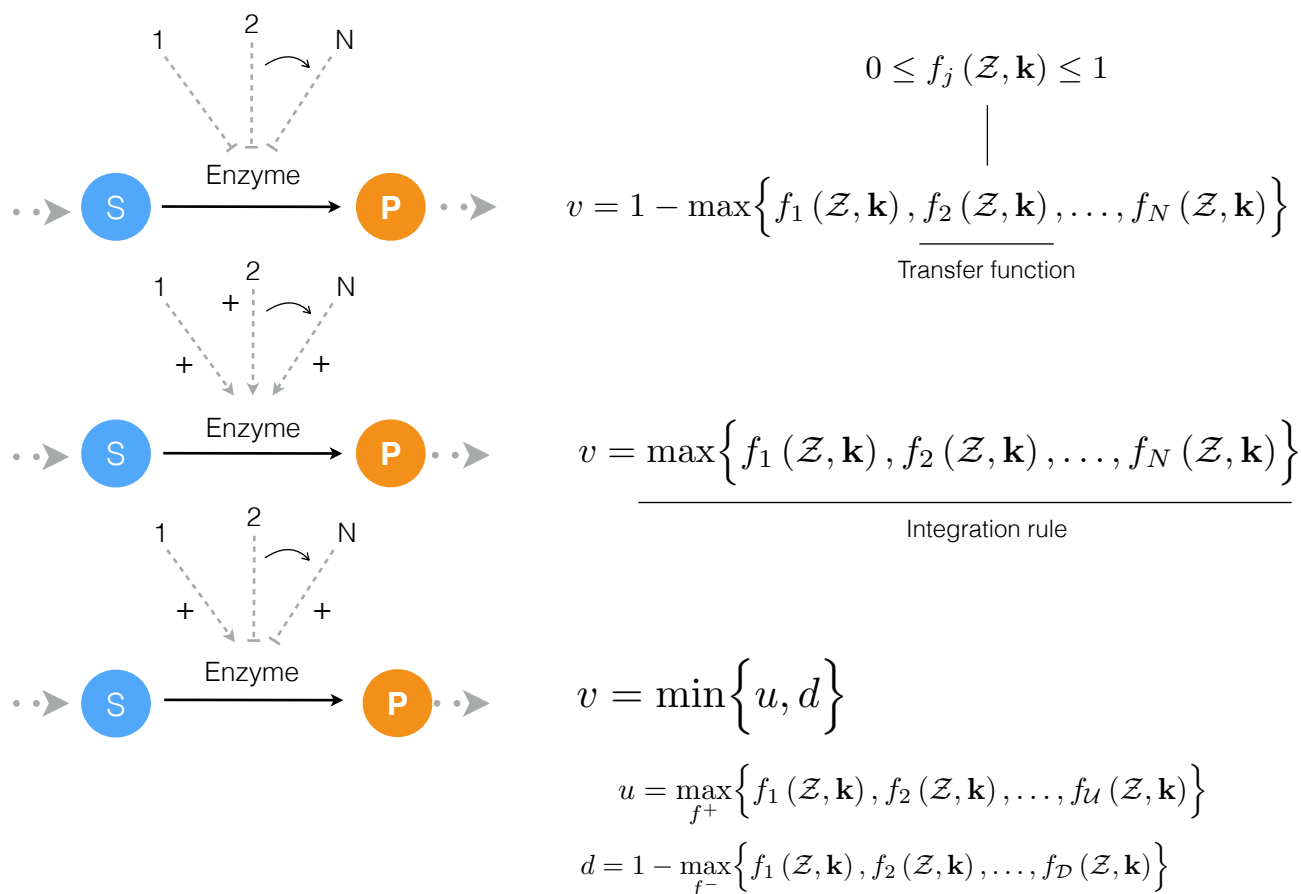 1 2 N
0 ≤ f_j (𝒵, 𝐤) ≤ 1
Enzyme
S P
v = 1 − max{f_1 (𝒵, 𝐤) , f_2 (𝒵, 𝐤) , . . . , f_N (𝒵, 𝐤)}
Transfer function
1 2 N
+
+ +
Enzyme
S P
v = max{f_1 (𝒵, 𝐤) , f_2 (𝒵, 𝐤) , . . . , f_N (𝒵, 𝐤)}
Integration rule
1 2 N
+ +
Enzyme
S P
v = min{u, d}
u = max_{f^+}{f_1 (𝒵, 𝐤) , f_2 (𝒵, 𝐤) , . . . , f_𝒰 (𝒵, 𝐤)}
d = 1 − max_{f^−}{f_1 (𝒵, 𝐤) , f_2 (𝒵, 𝐤) , . . . , f_𝒟 (𝒵, 𝐤)}